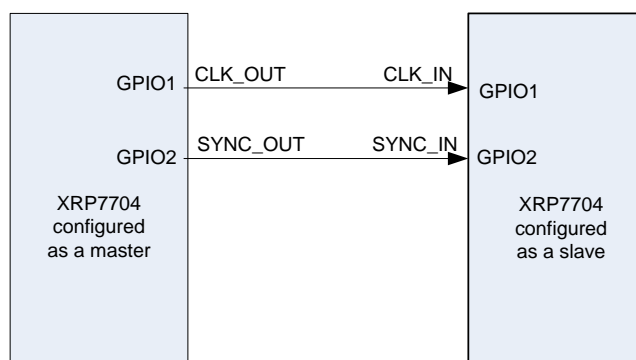 GPIO1 CLK_OUT CLK_IN GPIO1
GPIO2 SYNC_OUT SYNC_IN GPIO2
XRP7704
configured
as a master
XRP7704
configured
as a slave